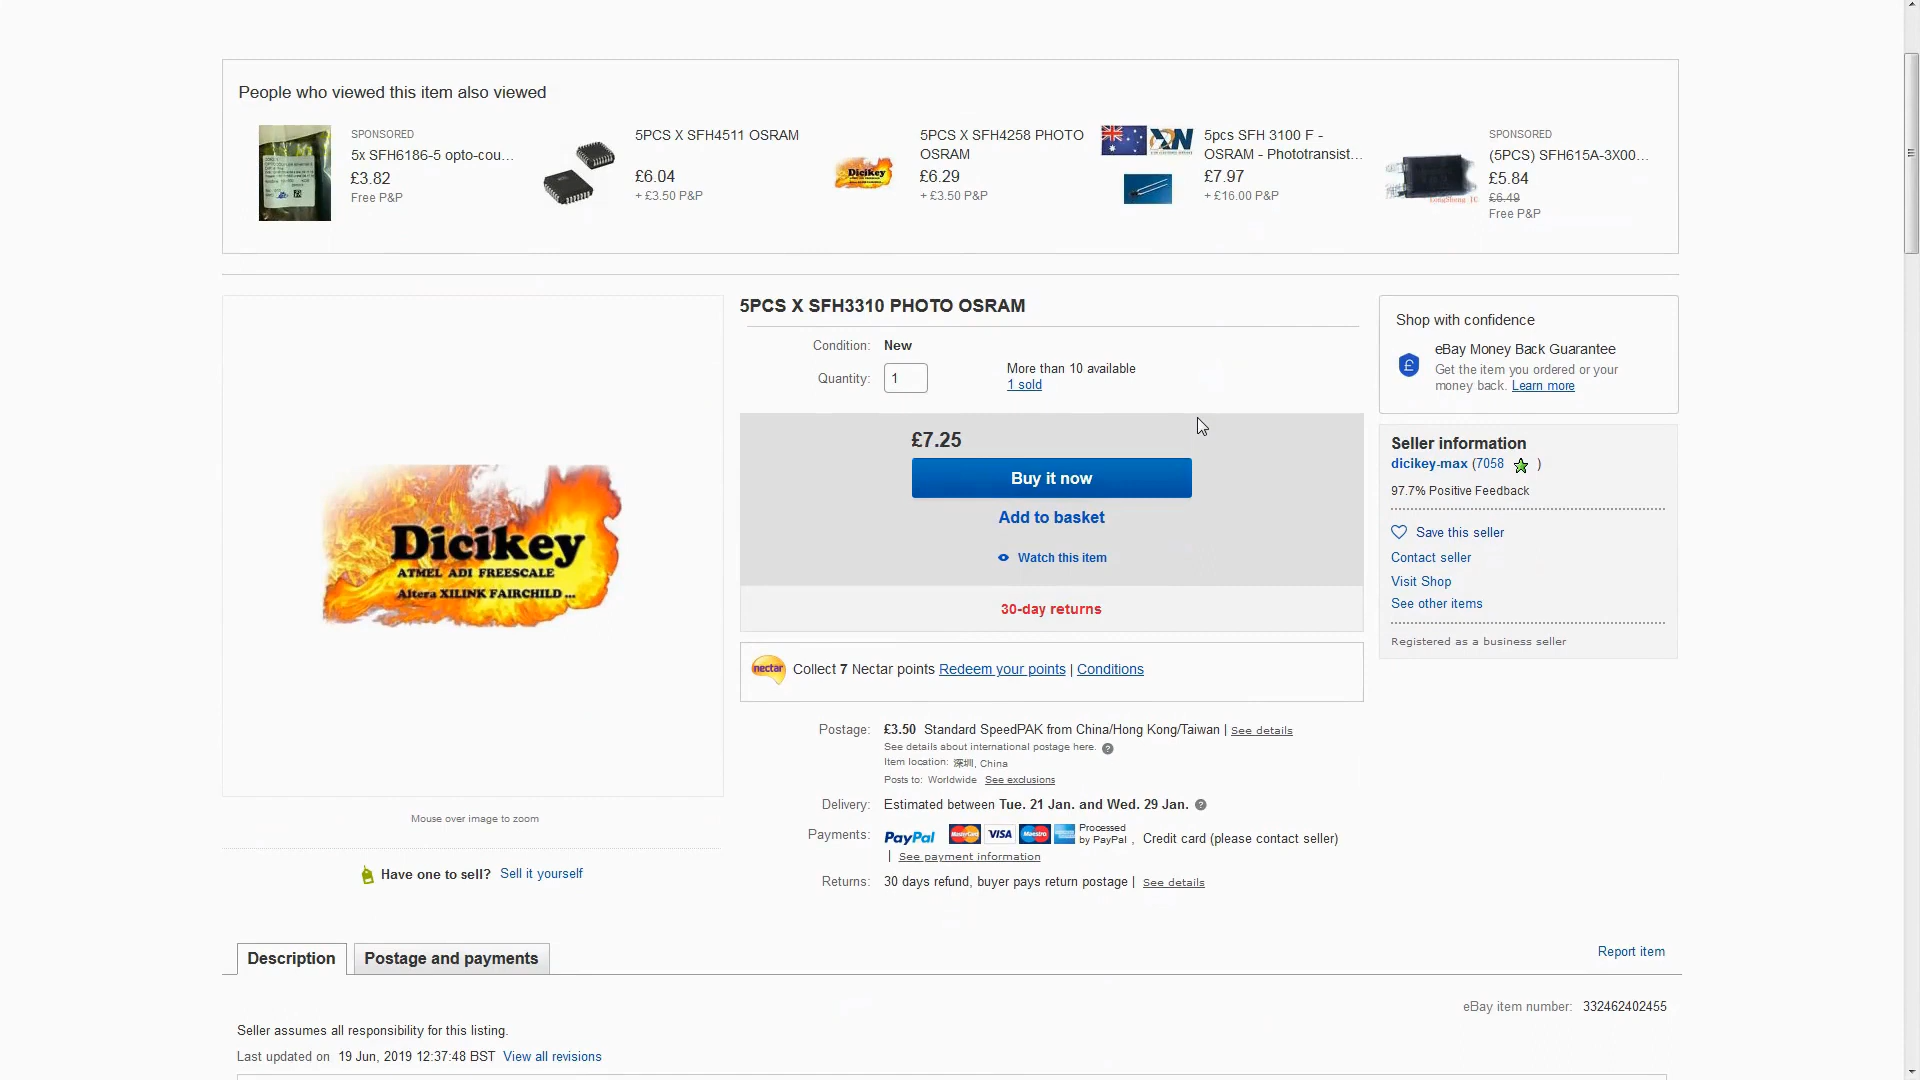 People who viewed this item also viewed
SPONSORED
5x SFH6186-5 opto-cou...
£3.82
Free P&P
5PCS X SFH4511 OSRAM
£6.04
+ £3.50 P&P
Dicikey
5PCS X SFH4258 PHOTO
OSRAM
£6.29
+ £3.50 P&P
5pcs SFH 3100 F -
OSRAM - Phototransist...
£7.97
+ £16.00 P&P
SPONSORED
(5PCS) SFH615A-3X00...
£5.84
£6.49
Free P&P
5PCS X SFH3310 PHOTO OSRAM
Condition: New
Quantity: 1
More than 10 available
1 sold
£7.25
Buy it now
Add to basket
Watch this item
30-day returns
nectar Collect 7 Nectar points Redeem your points | Conditions
Postage: £3.50 Standard SpeedPAK from China/Hong Kong/Taiwan | See details
See details about international postage here. ?
Item location: 深圳, China
Posts to: Worldwide See exclusions
Delivery: Estimated between Tue. 21 Jan. and Wed. 29 Jan. ?
Payments: PayPal MasterCard VISA Maestro Processed by PayPal , Credit card (please contact seller)
| See payment information
Returns: 30 days refund, buyer pays return postage | See details
Shop with confidence
£
eBay Money Back Guarantee
Get the item you ordered or your
money back. Learn more
Seller information
dicikey-max (7058 )
97.7% Positive Feedback
Save this seller
Contact seller
Visit Shop
See other items
Registered as a business seller
Dicikey
ATMEL ADI FREESCALE
Altera XILINK FAIRCHILD ...
Mouse over image to zoom
Have one to sell? Sell it yourself
Description
Postage and payments
Report item
eBay item number: 332462402455
Seller assumes all responsibility for this listing.
Last updated on 19 Jun, 2019 12:37:48 BST View all revisions